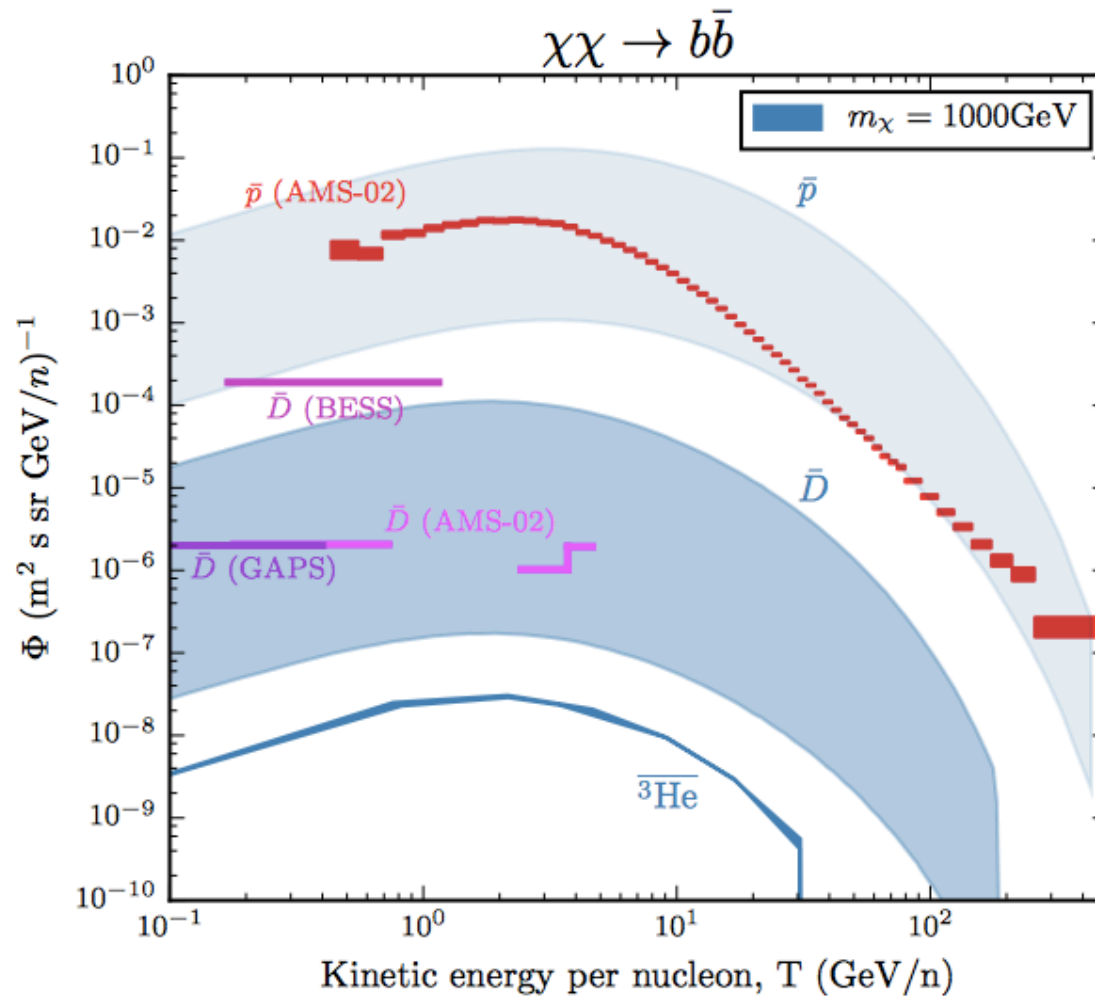 χχ → bb̄
10⁰
10⁻¹
10⁻²
10⁻³
10⁻⁴
10⁻⁵
10⁻⁶
10⁻⁷
10⁻⁸
10⁻⁹
10⁻¹⁰
Φ (m² s sr GeV/n)⁻¹
mχ = 1000GeV
p̄ (AMS-02)
p̄
D̄ (BESS)
D̄
D̄ (AMS-02)
D̄ (GAPS)
³H̅e̅
10⁻¹ 10⁰ 10¹ 10²
Kinetic energy per nucleon, T (GeV/n)